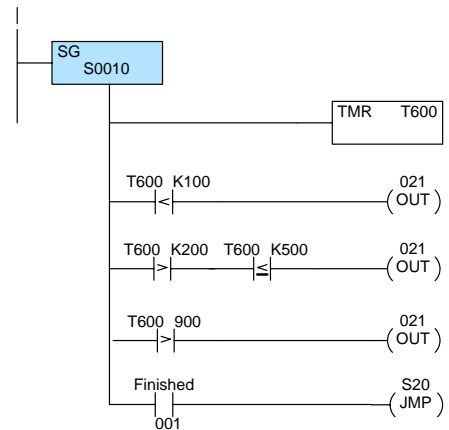 SG
S0010
TMR T600
T600 K100
<
021
OUT
T600 K200 T600 K500
> ≤
021
OUT
T600 900
>
021
OUT
Finished
001
S20
JMP